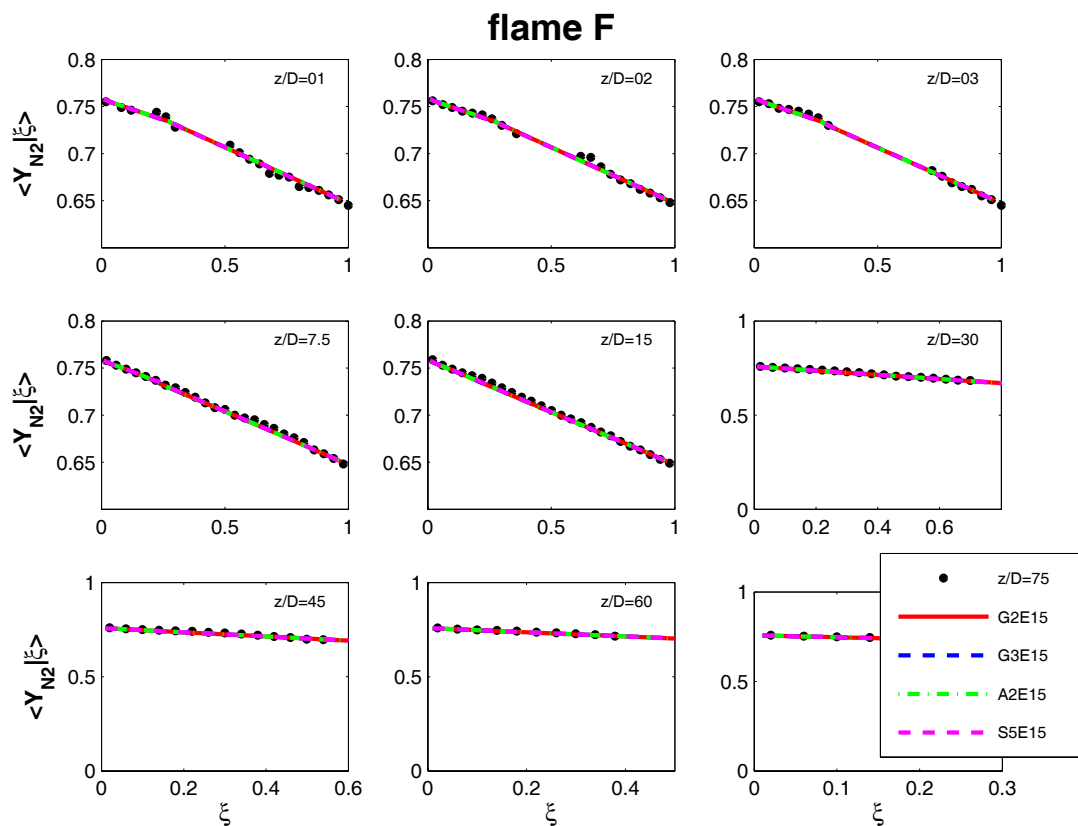 flame F
<Y_N2|ξ>
0.8
0.75
0.7
0.65
0 0.5 1
z/D=01
0.8
0.75
0.7
0.65
0 0.5 1
z/D=02
0.8
0.75
0.7
0.65
0 0.5 1
z/D=03
<Y_N2|ξ>
0.8
0.75
0.7
0.65
0 0.5 1
z/D=7.5
0.8
0.75
0.7
0.65
0 0.5 1
z/D=15
1
0.5
0
0 0.2 0.4 0.6
z/D=30
<Y_N2|ξ>
1
0.5
0
0 0.2 0.4 0.6
z/D=45
ξ
1
0.5
0
0 0.2 0.4
z/D=60
ξ
1
0.5
0
0 0.1 0.2 0.3
ξ
z/D=75
G2E15
G3E15
A2E15
S5E15